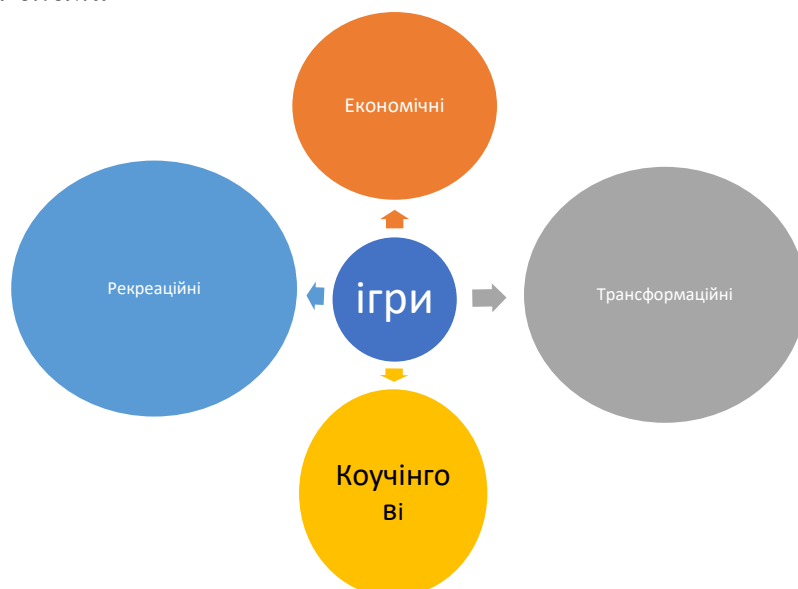 Економічні
Рекреаційні
ігри
Трансформаційні
Коучінго
ві